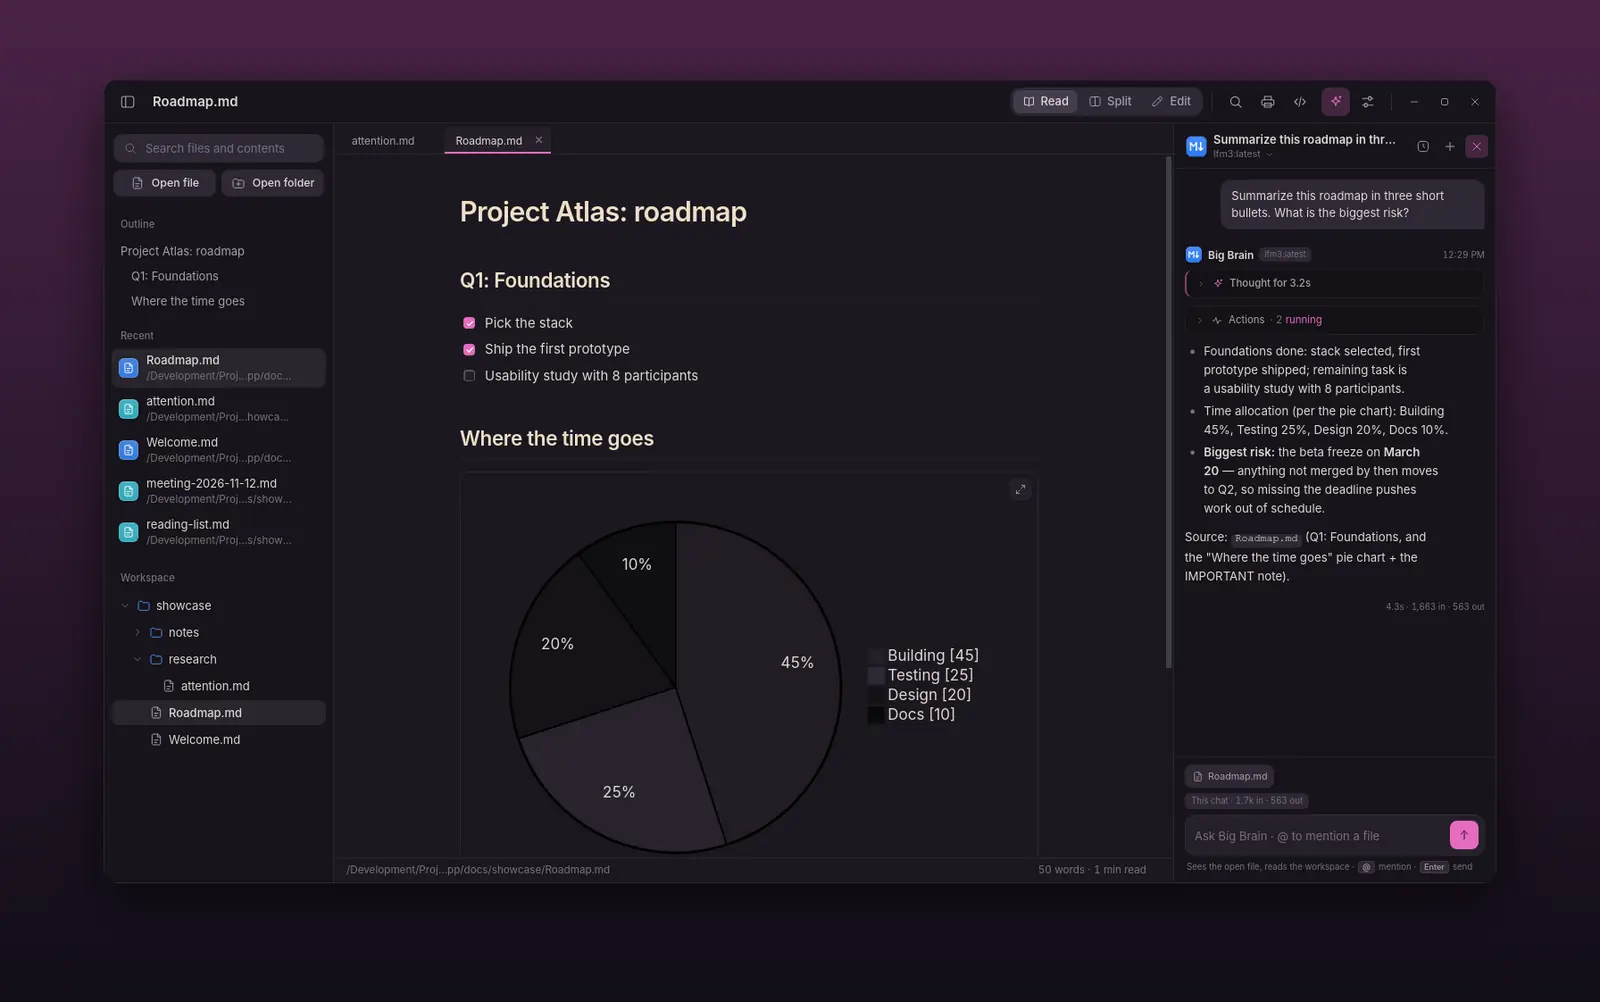 Roadmap.md
Read
Split
Edit
Search files and contents
Open file
Open folder
Outline
Project Atlas: roadmap
Q1: Foundations
Where the time goes
Recent
Roadmap.md
/Development/Proj...pp/doc...
attention.md
/Development/Proj...howca...
Welcome.md
/Development/Proj...pp/doc...
meeting-2026-11-12.md
/Development/Proj...s/show...
reading-list.md
/Development/Proj...s/show...
Workspace
showcase
notes
research
attention.md
Roadmap.md
Welcome.md
attention.md
Roadmap.md
Project Atlas: roadmap
Q1: Foundations
Pick the stack
Ship the first prototype
Usability study with 8 participants
Where the time goes
10%
20%
45%
25%
Building [45]
Testing [25]
Design [20]
Docs [10]
/Development/Proj...pp/docs/showcase/Roadmap.md
50 words · 1 min read
M↓
Summarize this roadmap in thr...
lfm3:latest
Summarize this roadmap in three short
bullets. What is the biggest risk?
M↓ Big Brain lfm3:latest 12:29 PM
Thought for 3.2s
Actions · 2 running
Foundations done: stack selected, first
prototype shipped; remaining task is
a usability study with 8 participants.
Time allocation (per the pie chart): Building
45%, Testing 25%, Design 20%, Docs 10%.
Biggest risk: the beta freeze on March
20 — anything not merged by then moves
to Q2, so missing the deadline pushes
work out of schedule.
Source: Roadmap.md (Q1: Foundations, and
the "Where the time goes" pie chart + the
IMPORTANT note).
4.3s · 1,663 in · 563 out
Roadmap.md
This chat · 1.7k in · 563 out
Ask Big Brain · @ to mention a file
Sees the open file, reads the workspace · @ mention · Enter send